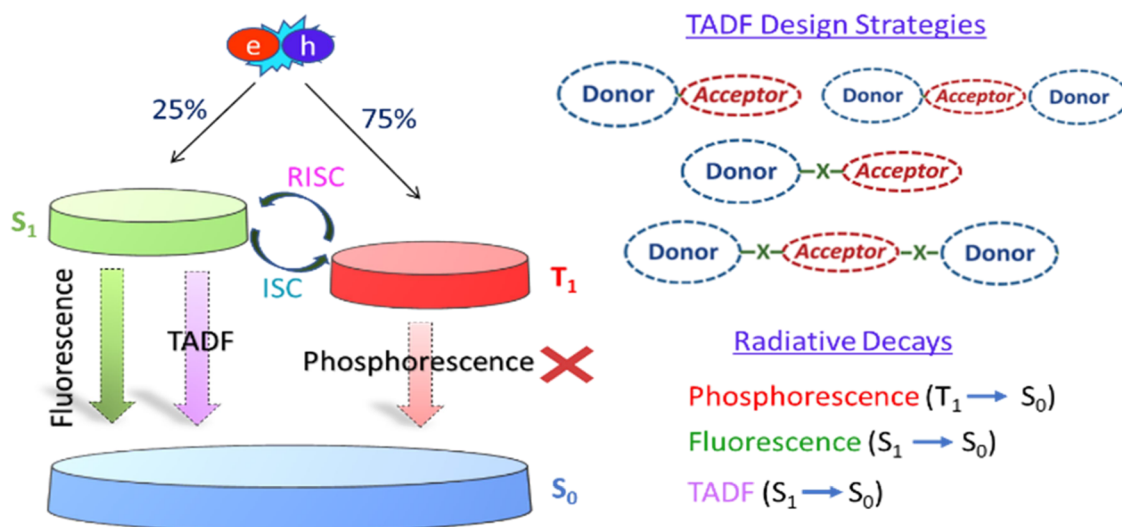 e h
25%
75%
RISC
S₁
ISC
T₁
Fluorescence
TADF
Phosphorescence
S₀
TADF Design Strategies
Donor Acceptor Donor Acceptor Donor
Donor -X- Acceptor
Donor -X- Acceptor -X- Donor
Radiative Decays
Phosphorescence (T₁ → S₀)
Fluorescence (S₁ → S₀)
TADF (S₁ → S₀)